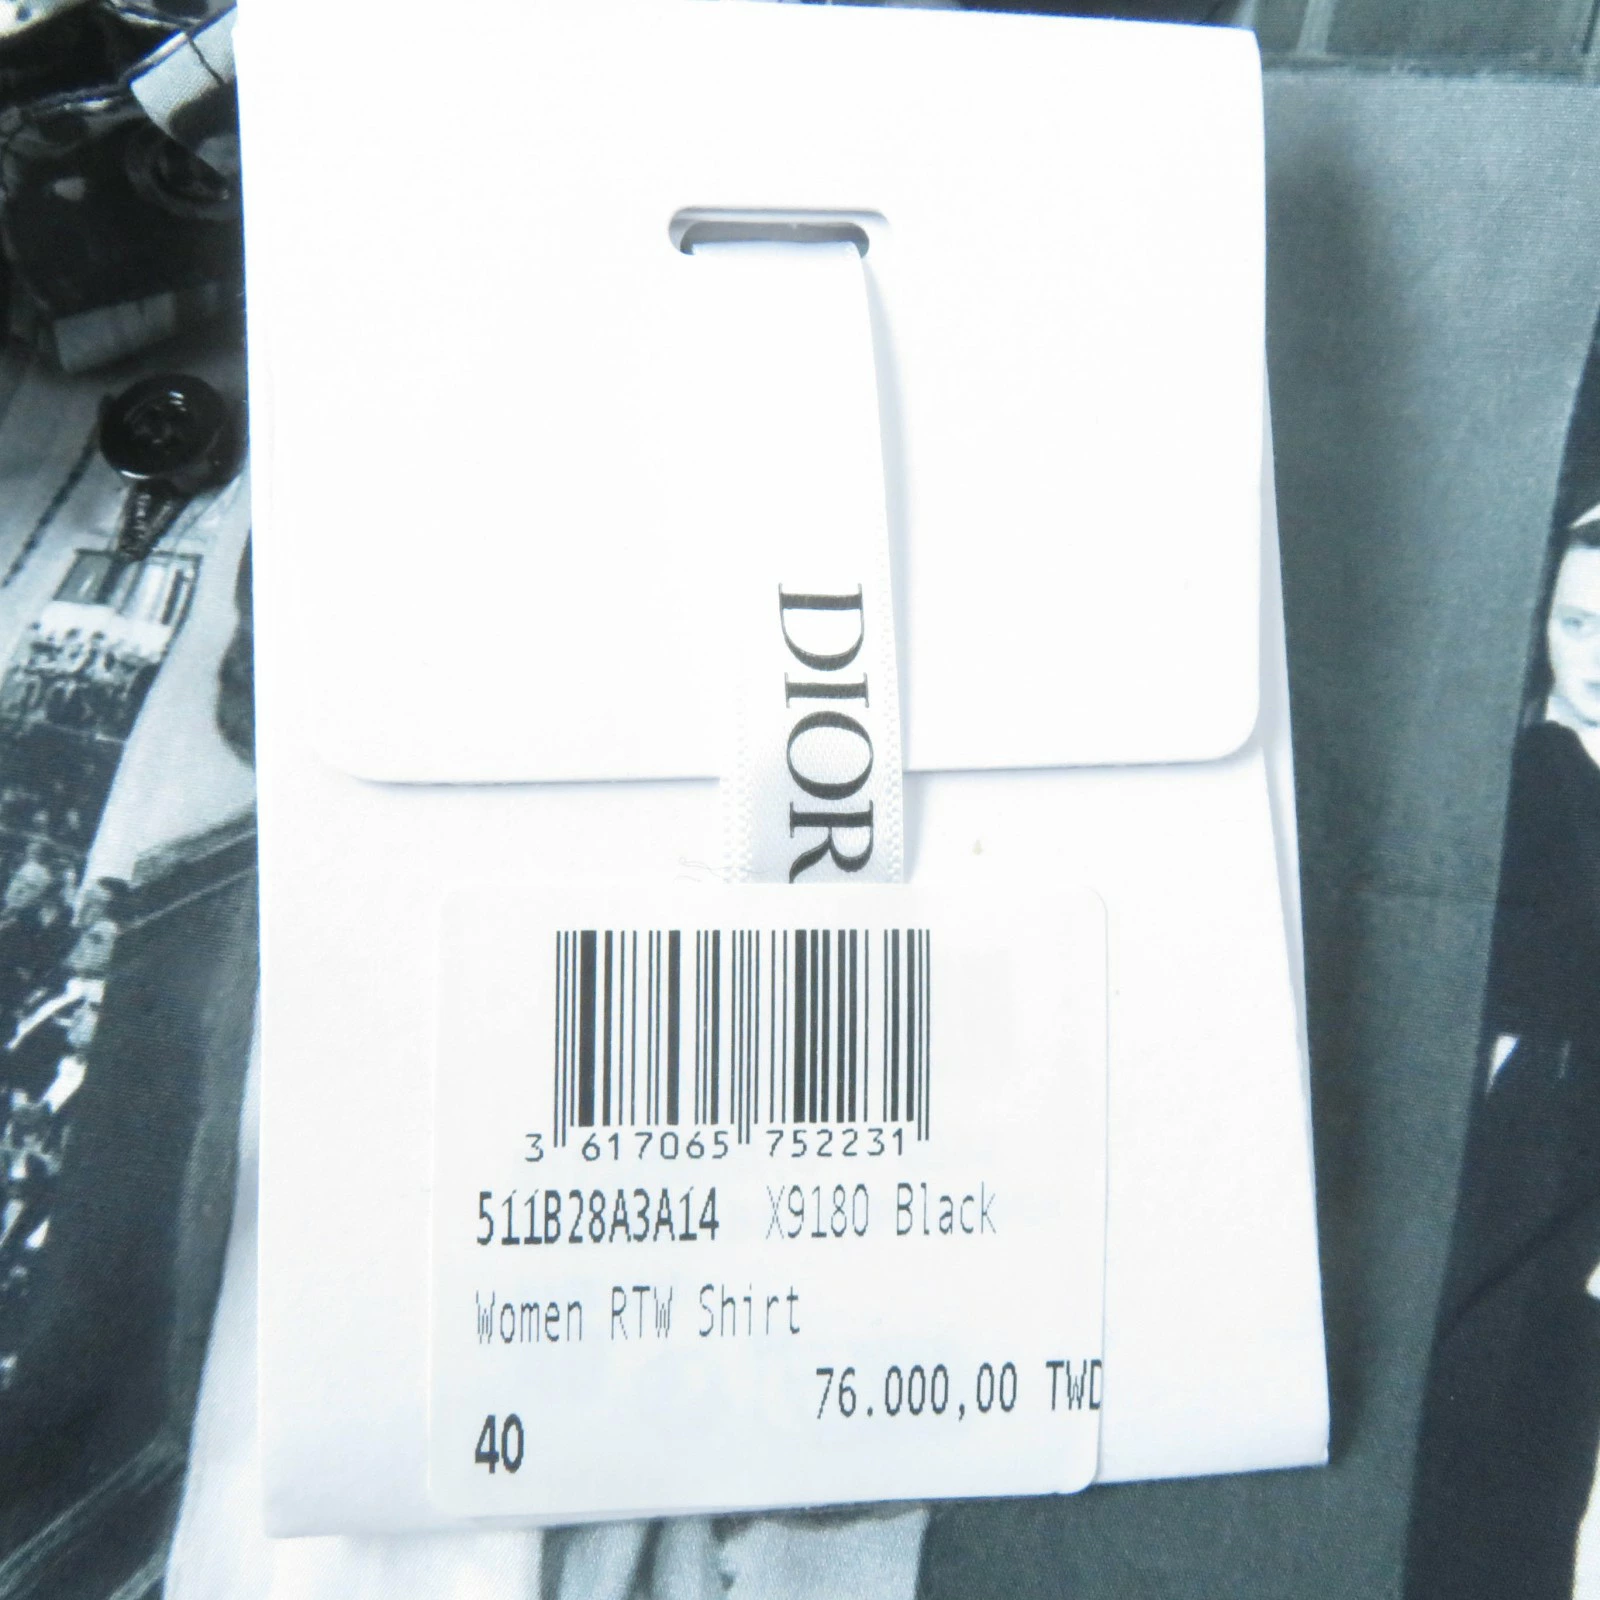 DIOR
3 617065 752231
511B28A3A14 X9180 Black
Women RTW Shirt
76.000,00 TWD
40